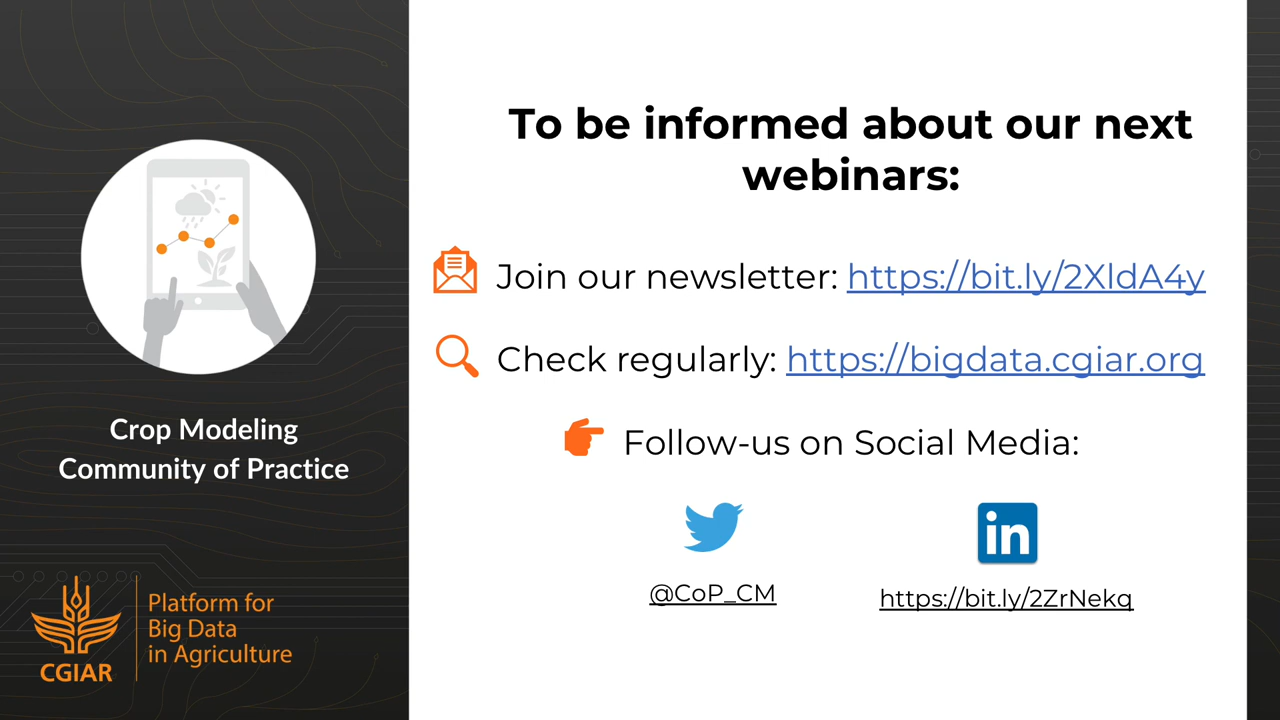 To be informed about our next
webinars:
Join our newsletter: https://bit.ly/2XldA4y
Check regularly: https://bigdata.cgiar.org
Follow-us on Social Media:
in
@CoP_CM
https://bit.ly/2ZrNekq
Crop Modeling
Community of Practice
CGIAR
Platform for
Big Data
in Agriculture